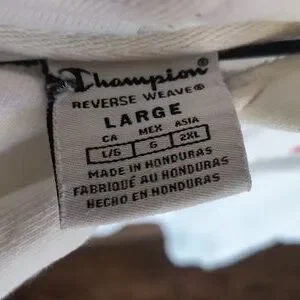 Champion®
REVERSE WEAVE®
LARGE
CA MEX ASIA
L/G G 2XL
MADE IN HONDURAS
FABRIQUÉ AU HONDURAS
HECHO EN HONDURAS